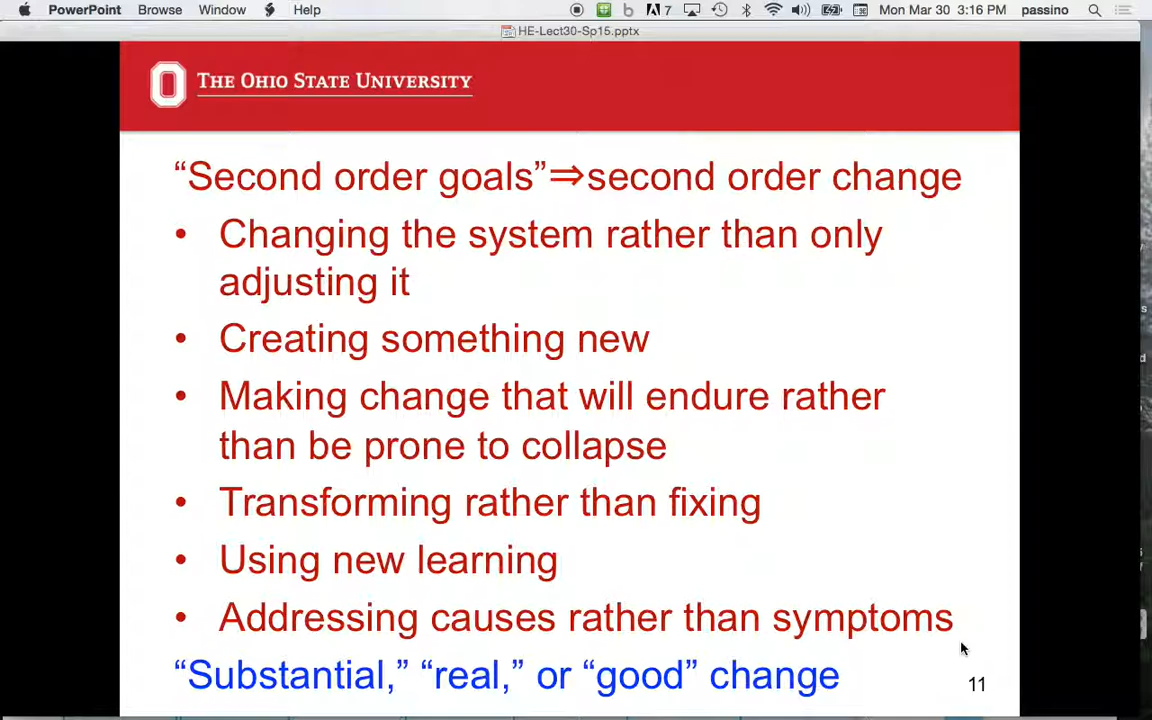 PowerPoint Browse Window Help 7 Mon Mar 30 3:16 PM passino
HE-Lect30-Sp15.pptx
THE OHIO STATE UNIVERSITY
“Second order goals”⇒second order change
• Changing the system rather than only
adjusting it
• Creating something new
• Making change that will endure rather
than be prone to collapse
• Transforming rather than fixing
• Using new learning
• Addressing causes rather than symptoms
“Substantial,” “real,” or “good” change
11